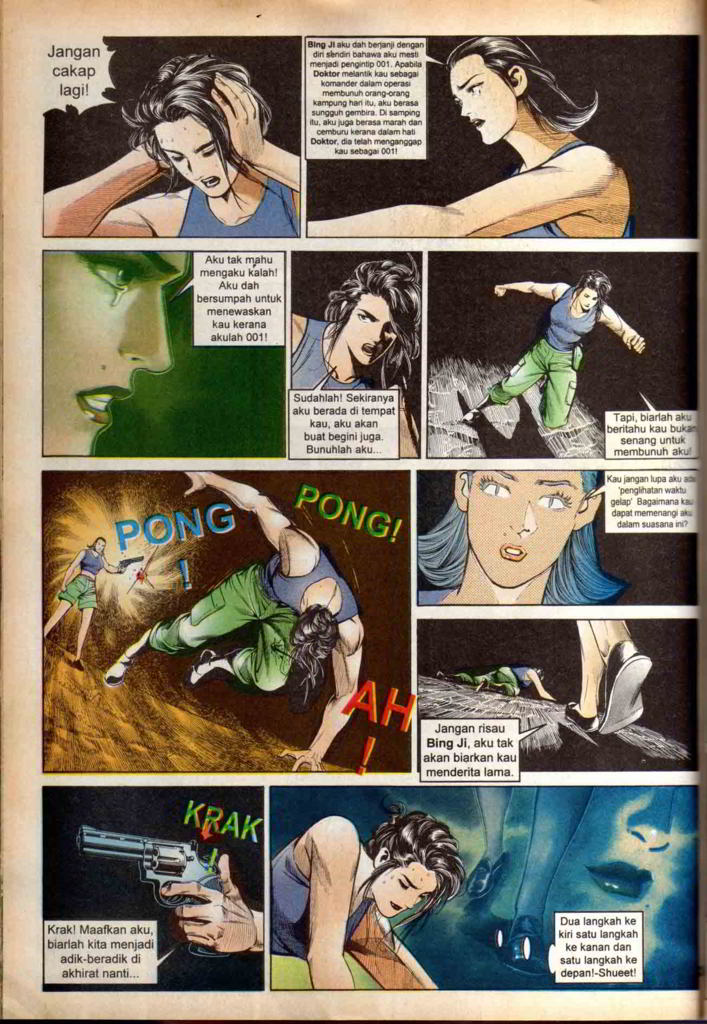 Jangan
cakap
lagi!
Bing Ji aku dah berjanji dengan
diri sendiri bahawa aku mesti
menjadi pengintip 001. Apabila
Doktor melantik kau sebagai
komander dalam operasi
membunuh orang-orang
kampung hari itu, aku berasa
sungguh gembira. Di samping
itu, aku juga berasa marah dan
cemburu kerana dalam hati
Doktor, dia telah menganggap
kau sebagai 001!
Aku tak mahu
mengaku kalah!
Aku dah
bersumpah untuk
menewaskan
kau kerana
akulah 001!
Sudahlah! Sekiranya
aku berada di tempat
kau, aku akan
buat begini juga.
Bunuhlah aku...
Tapi, biarlah aku
beritahu kau bukan
senang untuk
membunuh aku!
PONG
!
PONG!
AH
!
Kau jangan lupa aku ada
'penglihatan waktu
gelap' Bagaimana kau
dapat memenangi aku
dalam suasana ini?
Jangan risau
Bing Ji, aku tak
akan biarkan kau
menderita lama.
KRAK
!
Krak! Maafkan aku,
biarlah kita menjadi
adik-beradik di
akhirat nanti...
Dua langkah ke
kiri satu langkah
ke kanan dan
satu langkah ke
depan!-Shueet!